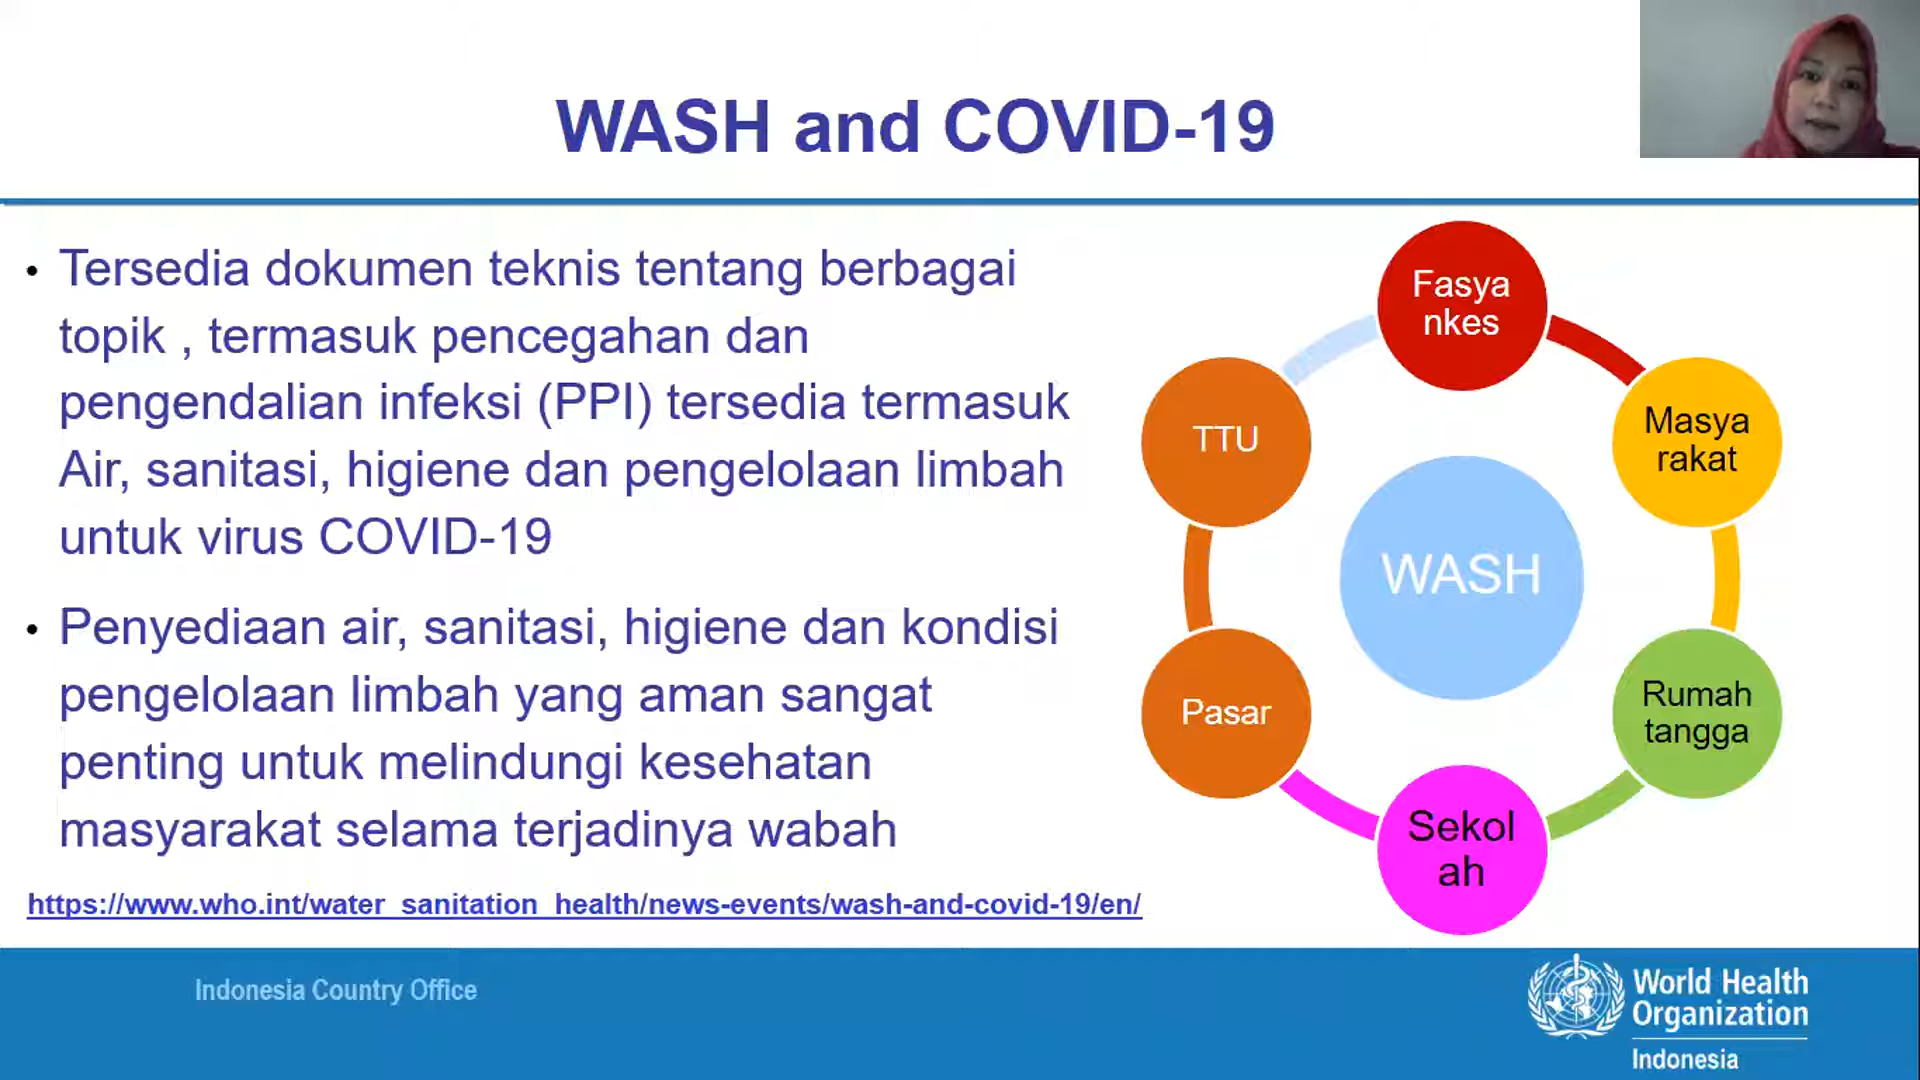 WASH and COVID-19
• Tersedia dokumen teknis tentang berbagai
topik , termasuk pencegahan dan
pengendalian infeksi (PPI) tersedia termasuk
Air, sanitasi, higiene dan pengelolaan limbah
untuk virus COVID-19
• Penyediaan air, sanitasi, higiene dan kondisi
pengelolaan limbah yang aman sangat
penting untuk melindungi kesehatan
masyarakat selama terjadinya wabah
https://www.who.int/water_sanitation_health/news-events/wash-and-covid-19/en/
Fasya
nkes
Masya
rakat
Rumah
tangga
Sekol
ah
Pasar
TTU
WASH
Indonesia Country Office
World Health
Organization
Indonesia